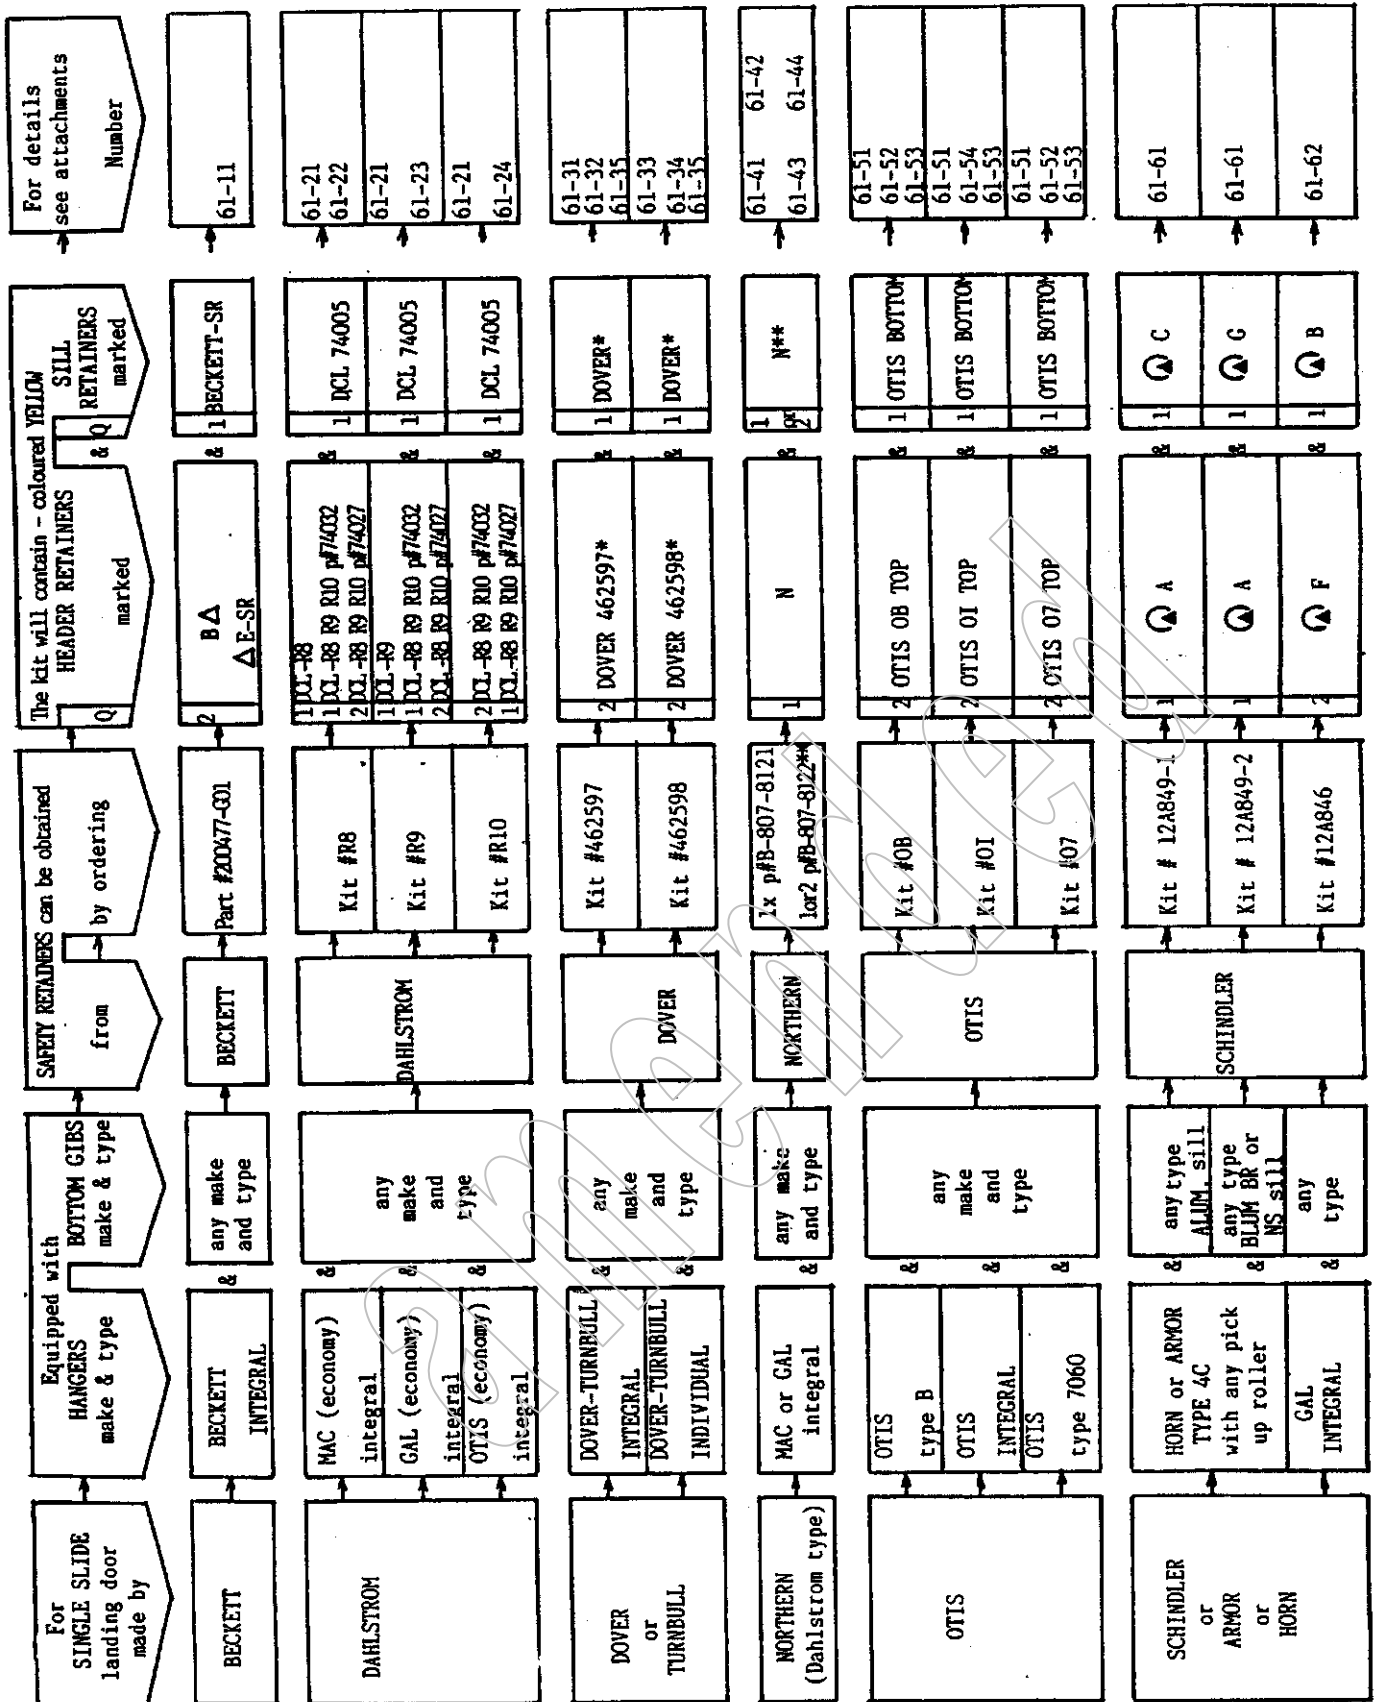 For
SINGLE SLIDE
landing door
made by
Equipped with
HANGERS
make & type
BOTTOM GIBS
make & type
SAFETY RETAINERS can be obtained
from
by ordering
The kit will contain - coloured YELLOW
Q
HEADER RETAINERS
marked
&
Q
SILL
RETAINERS
marked
For details
see attachments
Number
BECKETT
BECKETT
INTEGRAL
&
any make
and type
BECKETT
Part #200477-G01
2
B△
△E-SR
&
1 BECKETT-SR
61-11
DAHLSTROM
MAC (economy)
integral
GAL (economy)
integral
OTIS (economy)
integral
&
&
&
any
make
and
type
DAHLSTROM
Kit #R8
1 DCL-R8
1 DCL-R8 R9 R10 p#74032
2 DCL-R8 R9 R10 p#74027
&
1 DCL 74005
61-21
61-22
Kit #R9
1 DCL-R9
1 DCL-R8 R9 R10 p#74032
2 DCL-R8 R9 R10 p#74027
&
1 DCL 74005
61-21
61-23
Kit #R10
2 DCL-R8 R9 R10 p#74032
1 DCL-R8 R9 R10 p#74027
&
1 DCL 74005
61-21
61-24
DOVER
or
TURNBULL
DOVER-TURNBULL
INTEGRAL
DOVER-TURNBULL
INDIVIDUAL
&
&
any
make
and
type
DOVER
Kit #462597
2 DOVER 462597*
&
1 DOVER*
61-31
61-32
61-35
Kit #462598
2 DOVER 462598*
&
1 DOVER*
61-33
61-34
61-35
NORTHERN
(Dahlstrom type)
MAC or GAL
integral
&
any make
and type
NORTHERN
1x p#B-807-8121
1or2 p#B-807-8122**
1
N
&
1
or
2
N**
61-41 61-42
61-43 61-44
OTIS
OTIS
type B
OTIS
INTEGRAL
OTIS
type 7060
&
&
&
any
make
and
type
OTIS
Kit #OB
2 OTIS OB TOP
&
1 OTIS BOTTOM
61-51
61-52
61-53
Kit #OI
2 OTIS OI TOP
&
1 OTIS BOTTOM
61-51
61-54
61-53
Kit #O7
2 OTIS O7 TOP
&
1 OTIS BOTTOM
61-51
61-52
61-53
SCHINDLER
or
ARMOR
or
HORN
HORN or ARMOR
TYPE 4C
with any pick
up roller
GAL
INTEGRAL
&
any type
ALUM. sill
&
any type
BLUM BR or
NS sill
&
any
type
SCHINDLER
Kit # 12A849-1
1 A
&
1 C
61-61
Kit # 12A849-2
1 A
&
1 G
61-61
Kit #12A846
2 F
&
1 B
61-62
amended